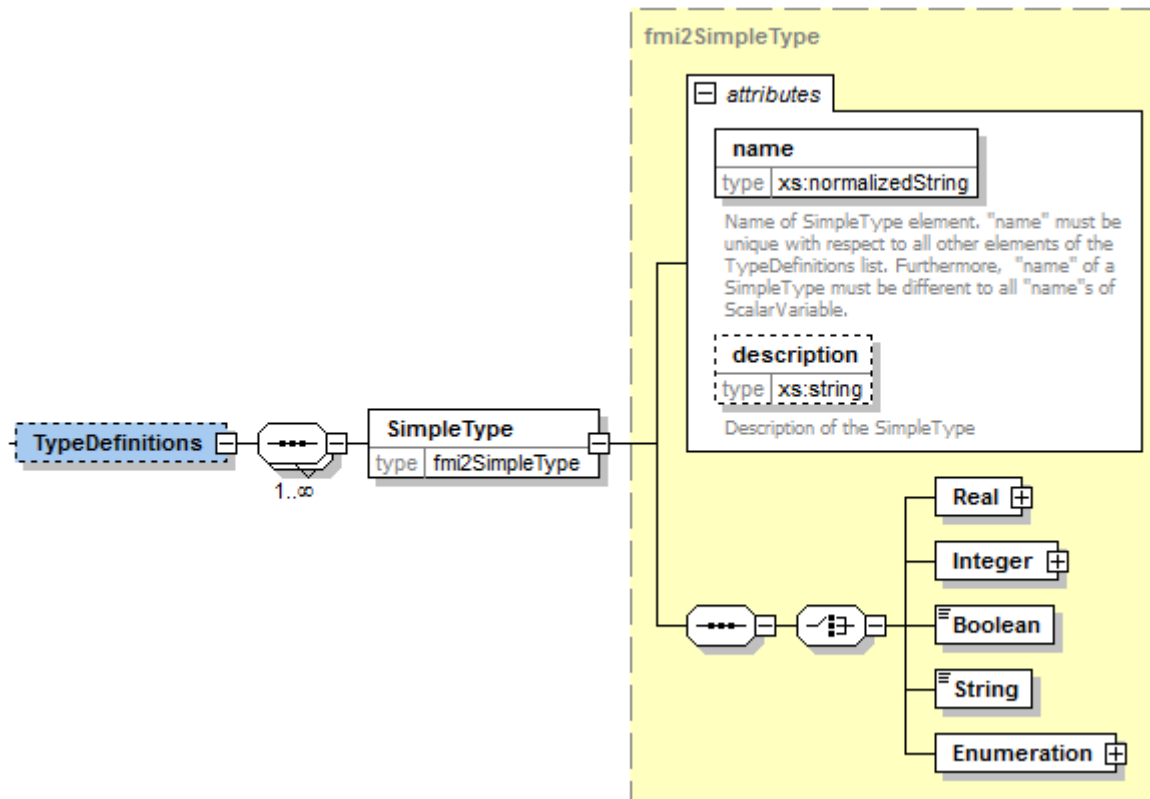 fmi2SimpleType
attributes
name
type xs:normalizedString
Name of SimpleType element. "name" must be
unique with respect to all other elements of the
TypeDefinitions list. Furthermore, "name" of a
SimpleType must be different to all "name"s of
ScalarVariable.
description
type xs:string
Description of the SimpleType
TypeDefinitions
SimpleType
type fmi2SimpleType
1..∞
Real
Integer
Boolean
String
Enumeration